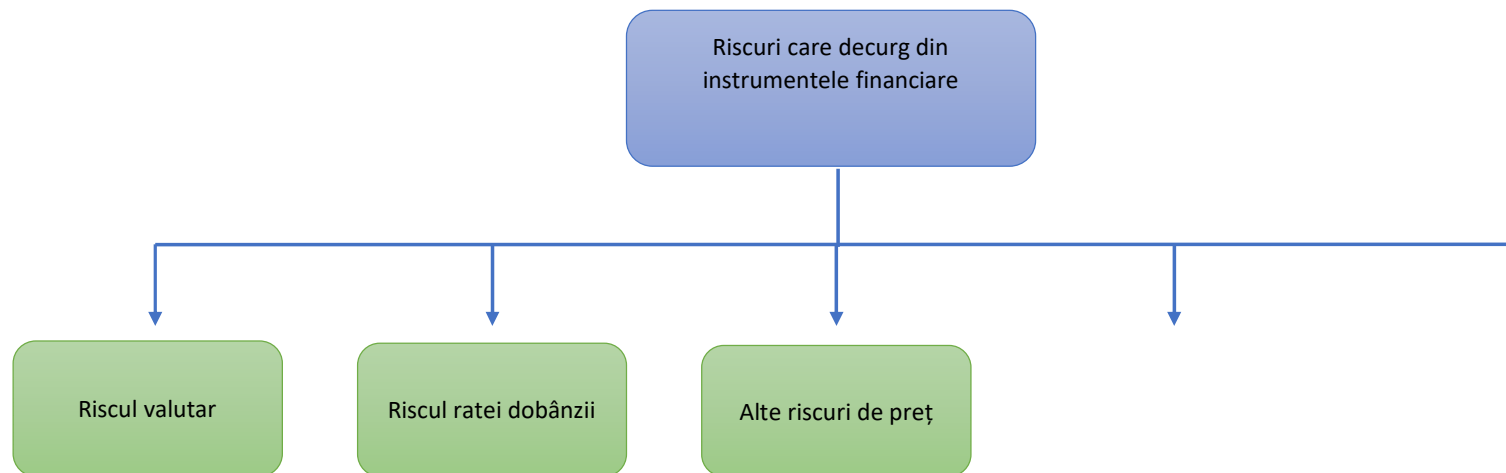 Riscuri care decurg din
instrumentele financiare
Riscul valutar
Riscul ratei dobânzii
Alte riscuri de preț